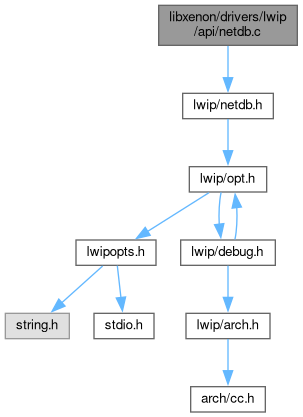 libxenon/drivers/lwip
/api/netdb.c
lwip/netdb.h
lwip/opt.h
lwipopts.h
lwip/debug.h
string.h
stdio.h
lwip/arch.h
arch/cc.h